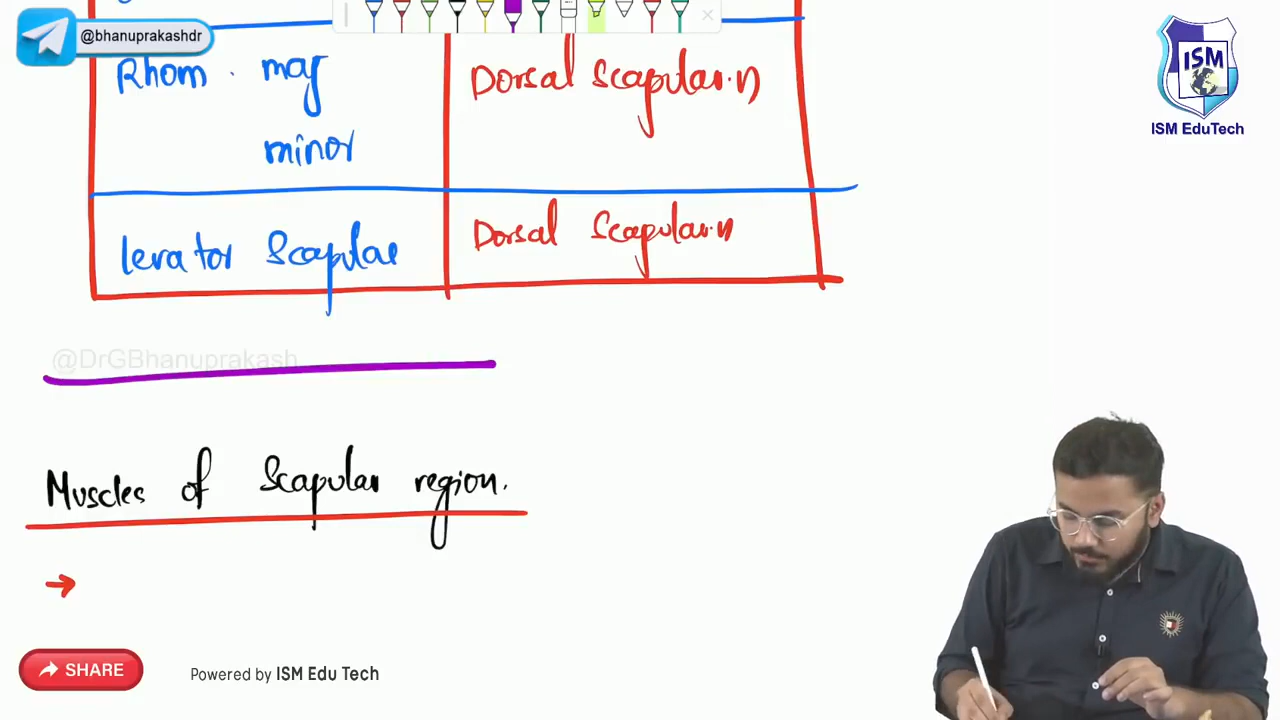 @bhanuprakashdr
Rhom. maj
minor
Dorsal Scapular.n
levator Scapulae
Dorsal Scapular.n
@DrGBhanuprakash
Muscles of Scapular region.
→
SHARE
Powered by ISM Edu Tech
ISM
ISM EduTech